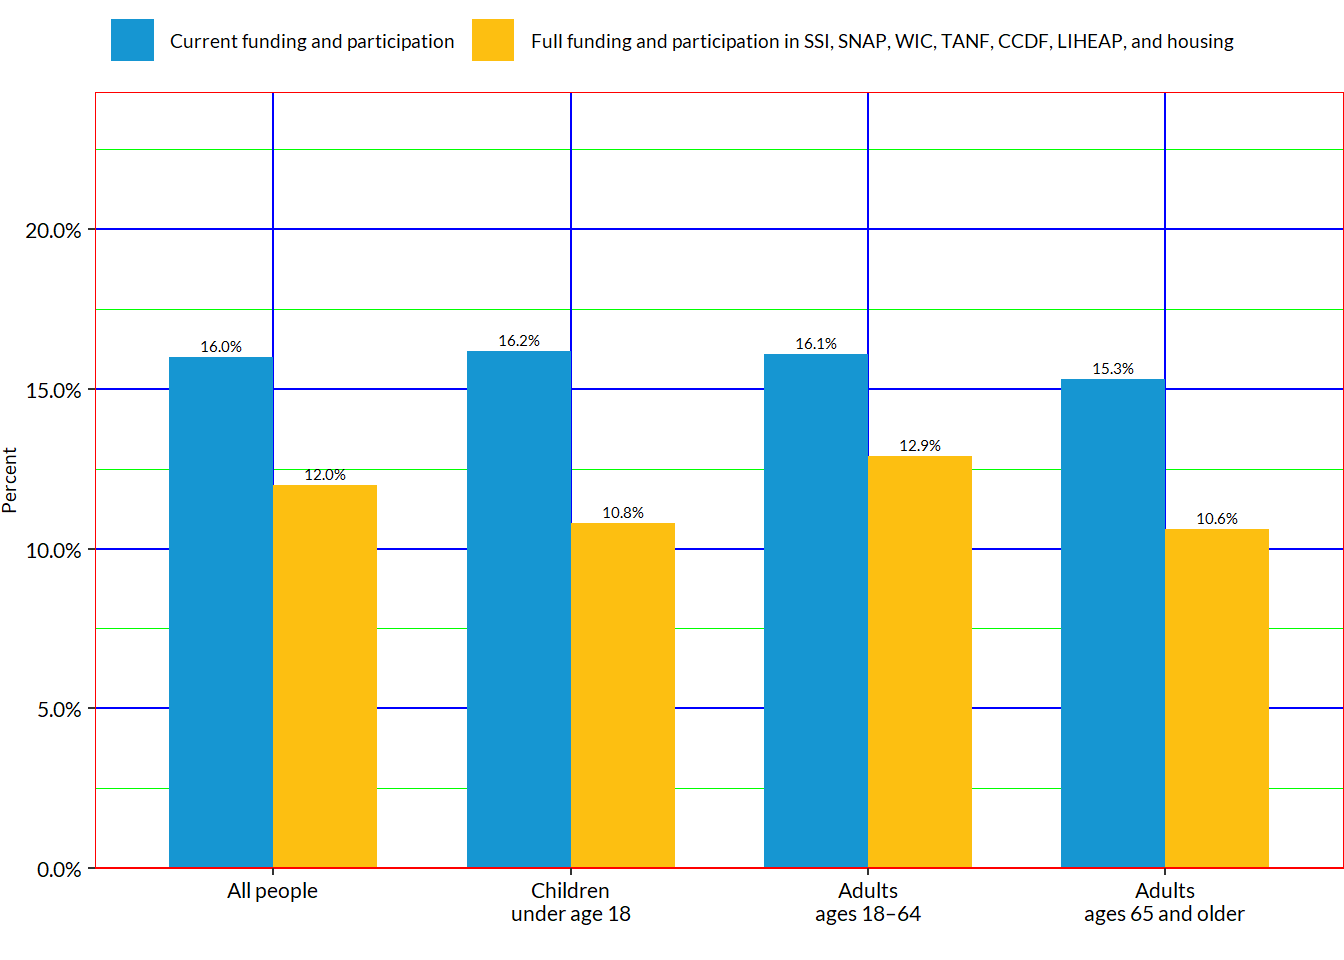 Current funding and participation
Full funding and participation in SSI, SNAP, WIC, TANF, CCDF, LIHEAP, and housing
Percent
20.0%
15.0%
10.0%
5.0%
0.0%
16.0%
12.0%
16.2%
10.8%
16.1%
12.9%
15.3%
10.6%
All people
Children
under age 18
Adults
ages 18–64
Adults
ages 65 and older